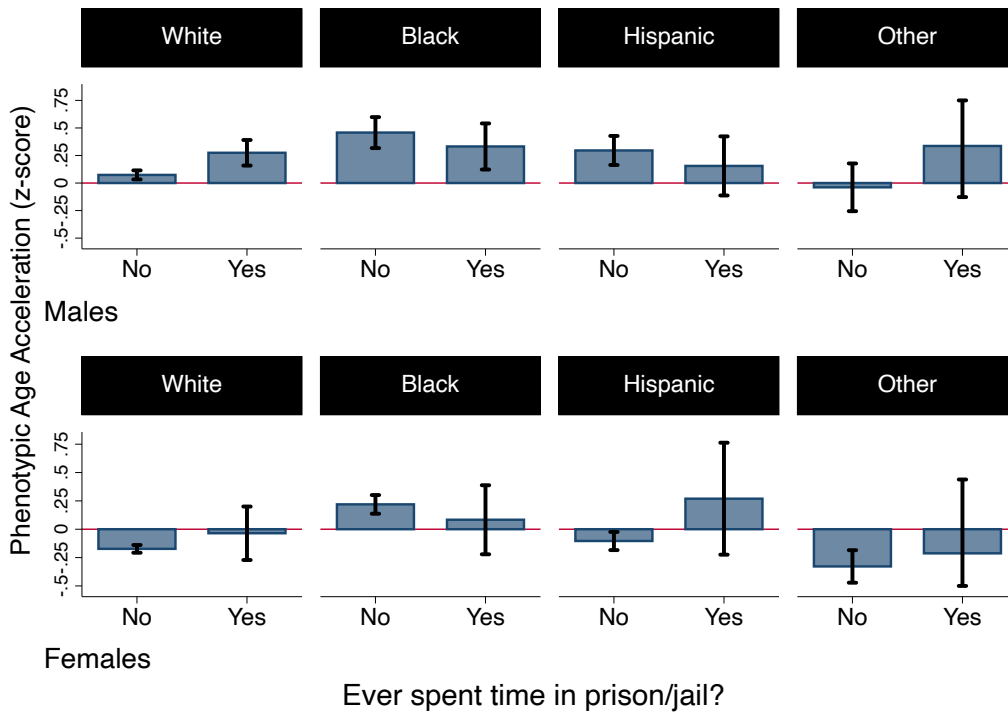 White Black Hispanic Other
Phenotypic Age Acceleration (z-score)
.75
.5
.25
0
-.25
-.5
No Yes No Yes No Yes No Yes
Males
White Black Hispanic Other
.75
.5
.25
0
-.25
-.5
No Yes No Yes No Yes No Yes
Females
Ever spent time in prison/jail?